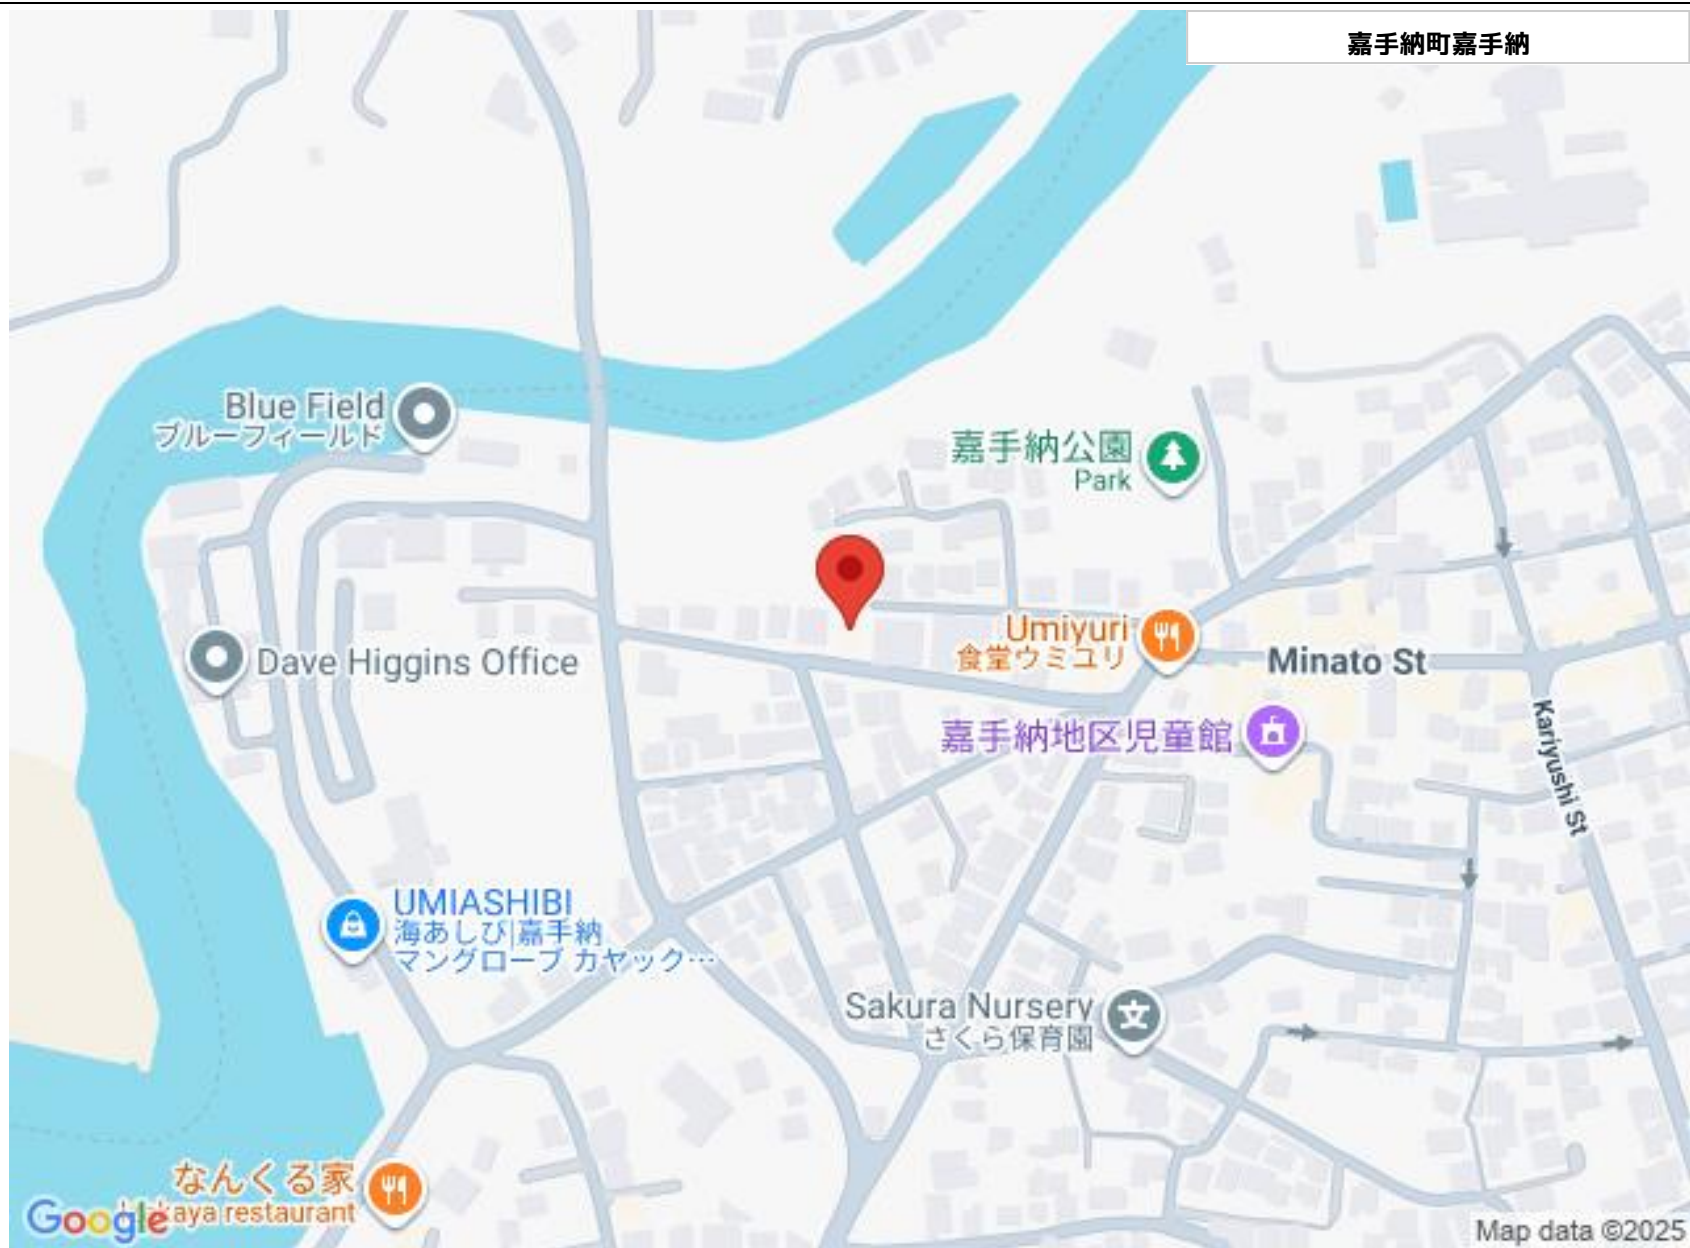 嘉手納町嘉手納
Blue Field
ブルーフィールド
嘉手納公園
Park
Umiyuri
食堂ウミユリ
Minato St
Dave Higgins Office
嘉手納地区児童館
Kariyushi St
UMIASHIBI
海あしび|嘉手納
マングローブ カヤック…
Sakura Nursery
さくら保育園
文
なんくる家
aya restaurant
Google
Map data ©2025